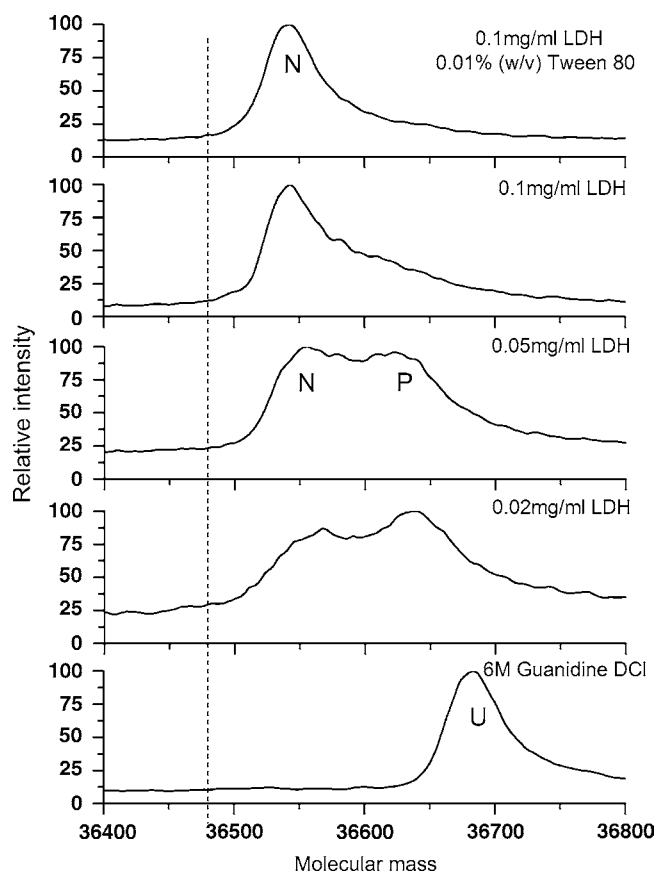 100
75
50
25
0
N
0.1mg/ml LDH
0.01% (w/v) Tween 80
100
75
50
25
0
0.1mg/ml LDH
100
75
50
25
0
N
P
0.05mg/ml LDH
100
75
50
25
0
0.02mg/ml LDH
100
75
50
25
0
U
6M Guanidine DCl
36400 36500 36600 36700 36800
Molecular mass
Relative intensity